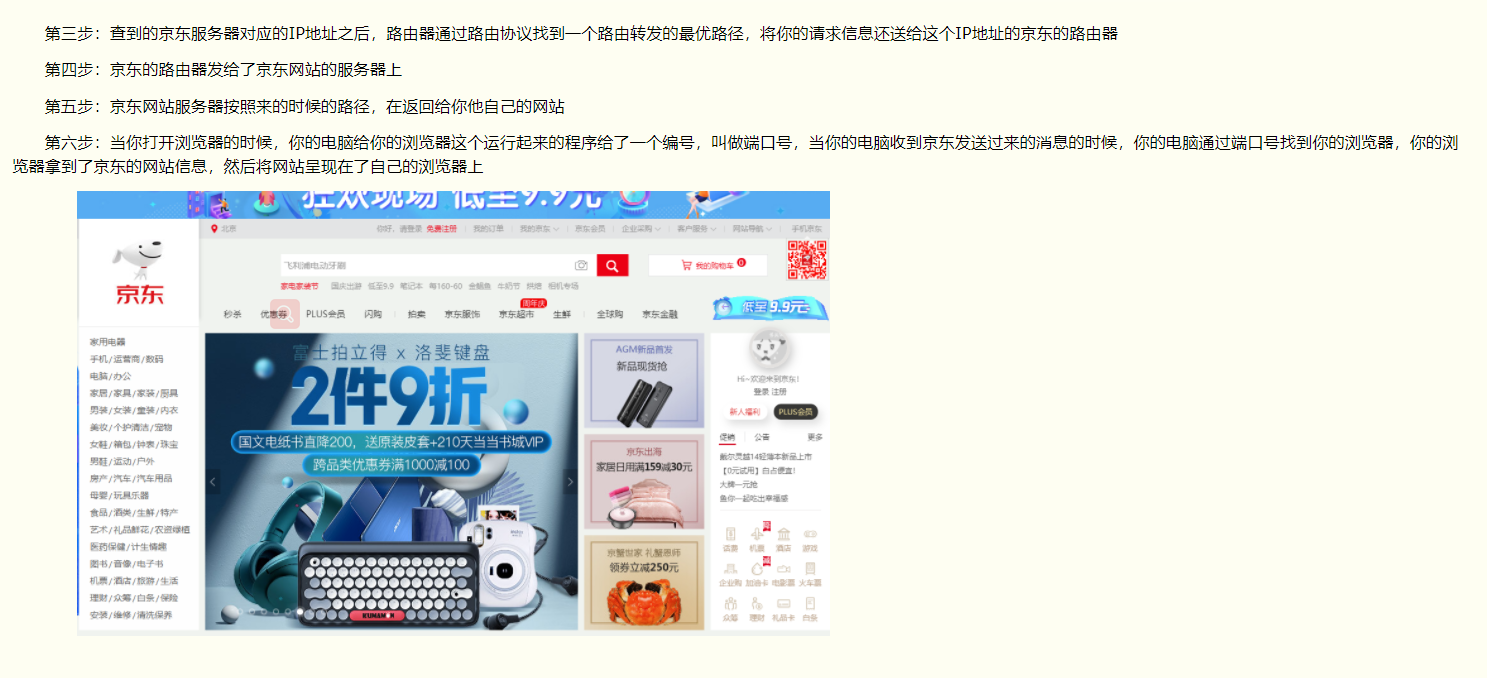 第三步：查到的京东服务器对应的IP地址之后，路由器通过路由协议找到一个路由转发的最优路径，将你的请求信息还送给这个IP地址的京东的路由器
第四步：京东的路由器发给了京东网站的服务器上
第五步：京东网站服务器按照来的时候的路径，在返回给你他自己的网站
第六步：当你打开浏览器的时候，你的电脑给你的浏览器这个运行起来的程序给了一个编号，叫做端口号，当你的电脑收到京东发送过来的消息的时候，你的电脑通过端口号找到你的浏览器，你的浏
览器拿到了京东的网站信息，然后将网站呈现在了自己的浏览器上
狂欢现场 低至9.9元
北京 你好，请登录 免费注册 我的订单 我的京东 京东会员 企业采购 客户服务 网站导航 手机京东
京东
飞利浦电动牙刷
我的购物车 0
家电家装节 国庆出游 低至9.9 笔记本 每160-60 金龋鱼 牛奶节 烘焙 相机专场
秒杀 优惠券 PLUS会员 闪购 拍卖 京东服饰 京东超市 生鲜 全球购 京东金融
周年庆
低至9.9元
家用电器
手机/运营商/数码
电脑/办公
家居/家具/家装/厨具
男装/女装/童装/内衣
美妆/个护清洁/宠物
女鞋/箱包/钟表/珠宝
男鞋/运动/户外
房产/汽车/汽车用品
母婴/玩具乐器
食品/酒类/生鲜/特产
艺术/礼品鲜花/农资绿植
医药保健/计生情趣
图书/音像/电子书
机票/酒店/旅游/生活
理财/众筹/白条/保险
安装/维修/清洗保养
富士拍立得 x 洛斐键盘
2件9折
国文电纸书直降200，送原装皮套+210天当当书城VIP
跨品类优惠券满1000减100
instax
KUMAMON
AGM新品首发
新品现货抢
京东出海
家居日用满159减30元
京蟹世家 礼蟹恩师
领券立减250元
Hi~欢迎来到京东！
登录 注册
新人福利 PLUS会员
促销 公告 更多
戴尔灵越14轻薄本新品上市
【0元试用】白占便宜！
大牌一元抢
鱼你一起吃出幸福感
话费 机票 酒店 游戏
企业购 加油卡 电影票 火车票
众筹 理财 礼品卡 白条